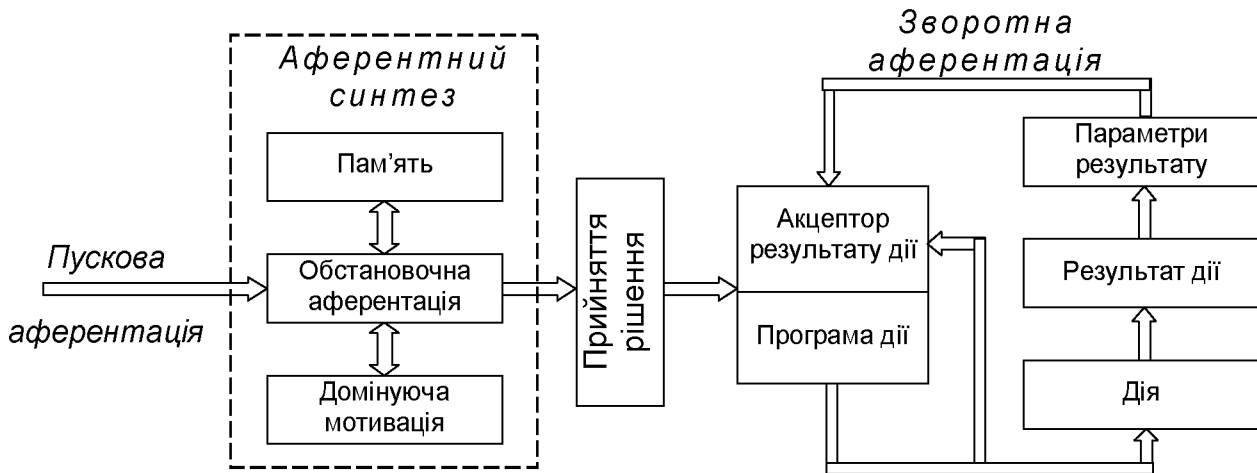 Аферентний
синтез
Пам’ять
Пускова
аферентація
Обстановочна
аферентація
Домінуюча
мотивація
Прийняття
рішення
Зворотна
аферентація
Акцептор
результату дії
Програма дії
Параметри
результату
Результат дії
Дія